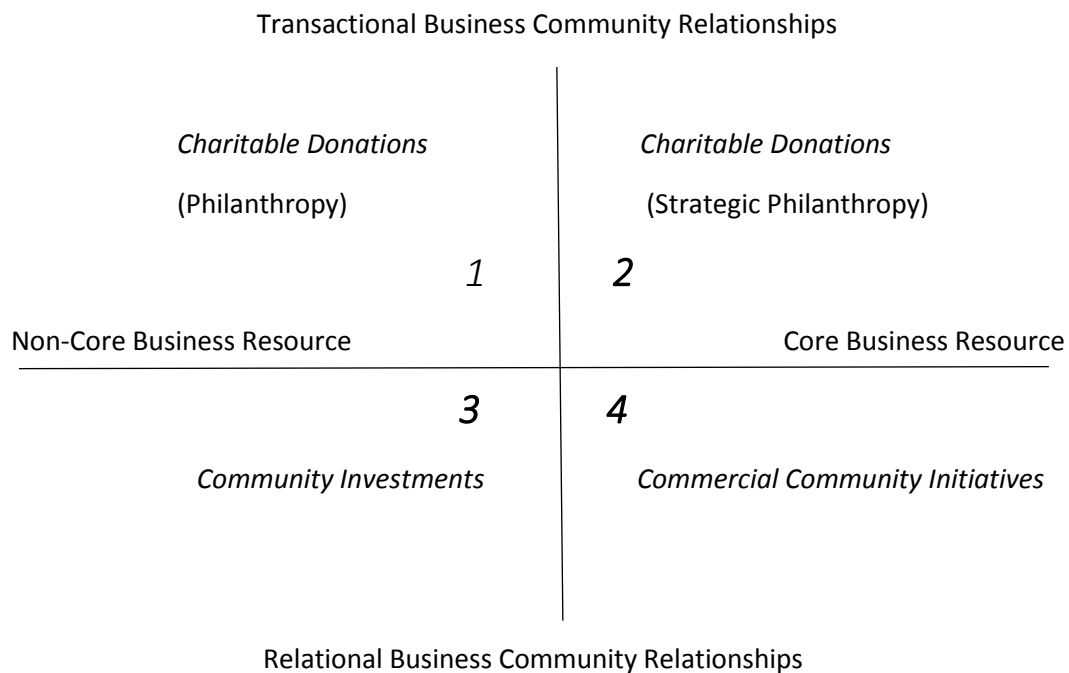 Transactional Business Community Relationships
Charitable Donations
(Philanthropy)
Charitable Donations
(Strategic Philanthropy)
1
2
Non-Core Business Resource
Core Business Resource
3
4
Community Investments
Commercial Community Initiatives
Relational Business Community Relationships